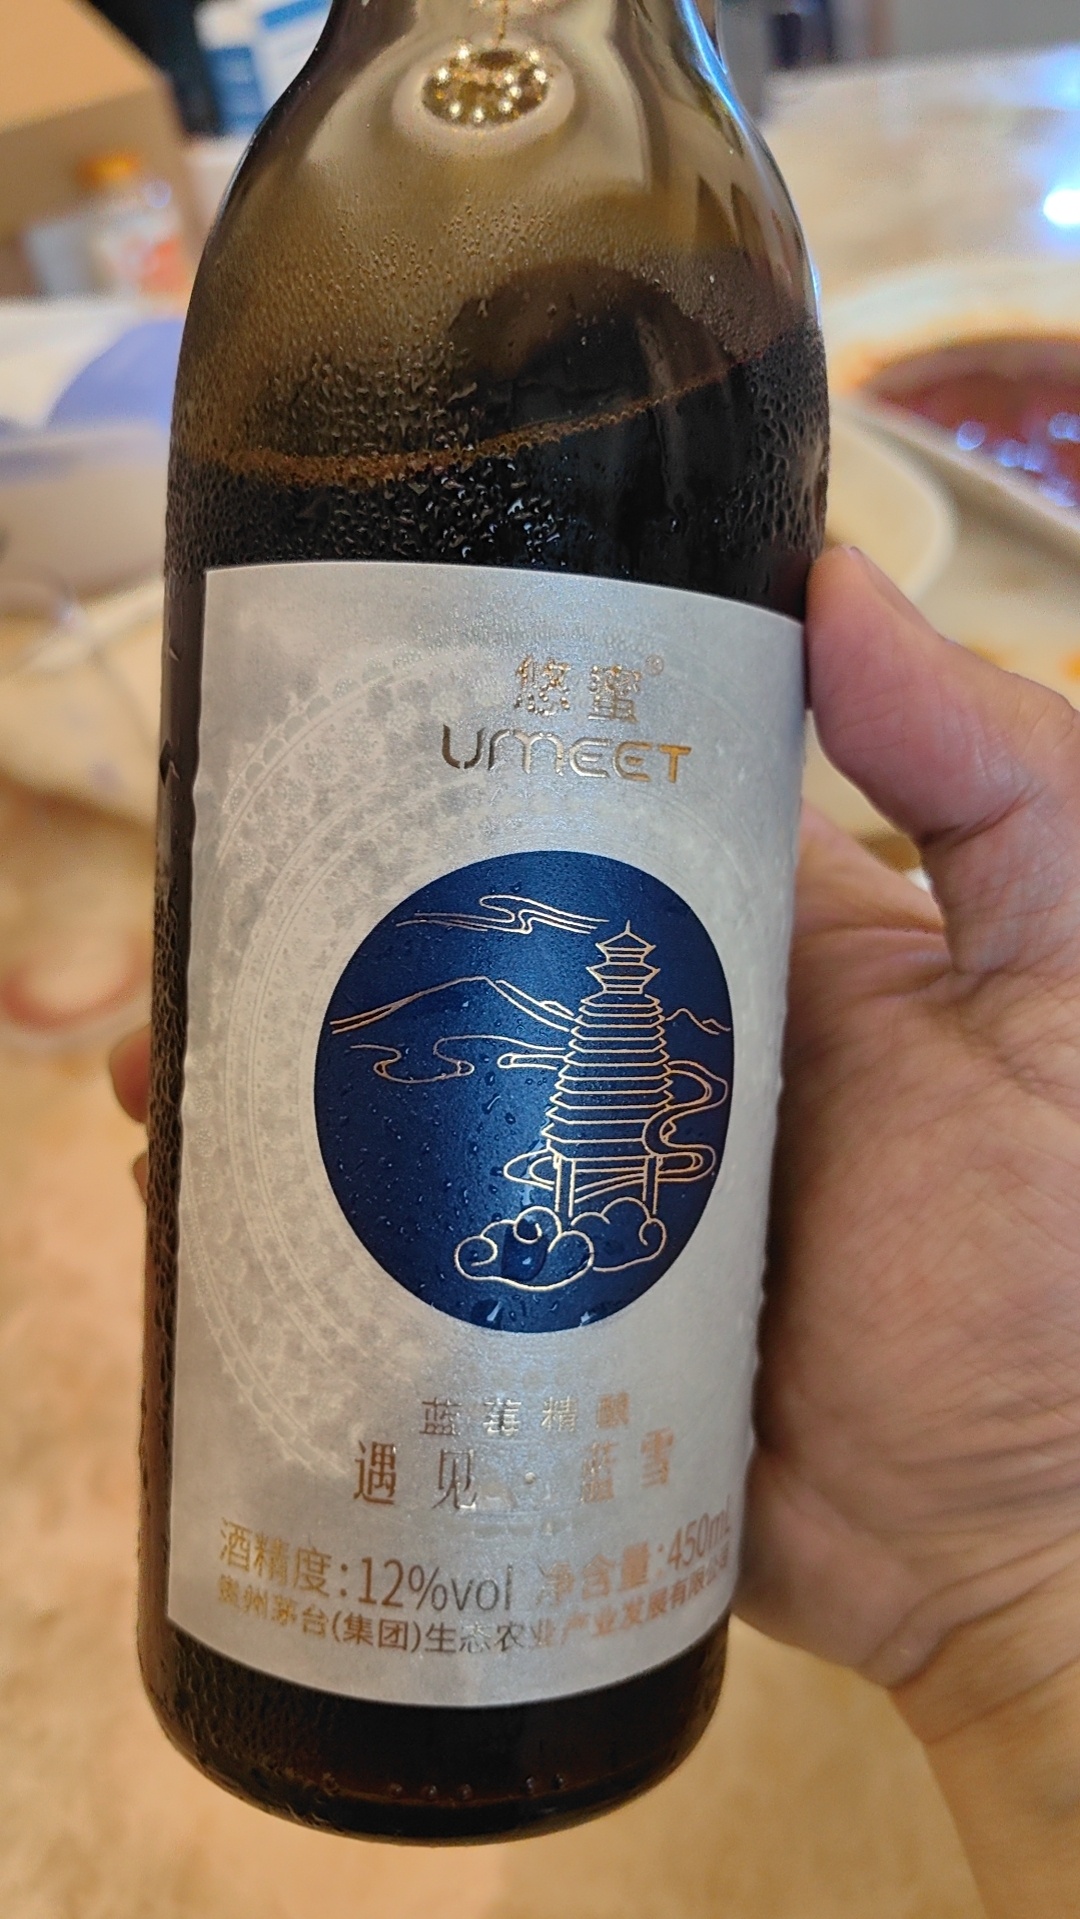 悠蜜®
UMEET
蓝莓精酿
遇见·蓝雪
酒精度:12%vol 净含量:450mL
贵州茅台(集团)生态农业产业发展有限公司